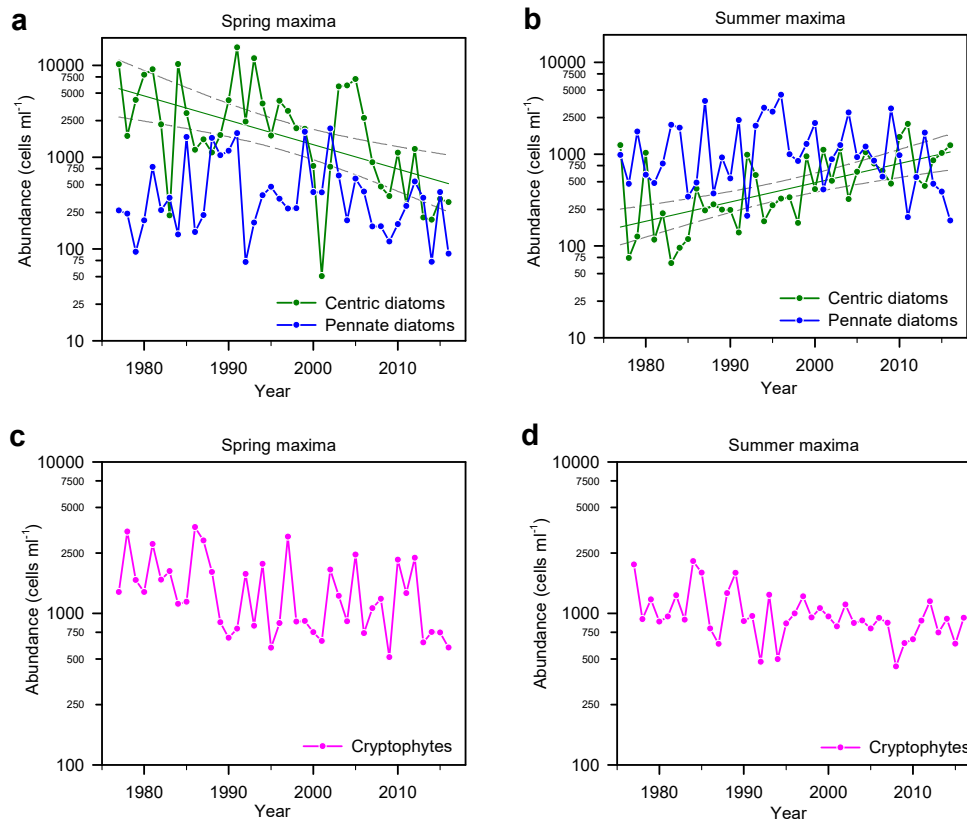 a
Spring maxima
10000
7500
5000
2500
1000
750
500
250
100
75
50
25
10
Abundance (cells ml-1)
Centric diatoms
Pennate diatoms
1980 1990 2000 2010
Year
b
Summer maxima
10000
7500
5000
2500
1000
750
500
250
100
75
50
25
10
Abundance (cells ml-1)
Centric diatoms
Pennate diatoms
1980 1990 2000 2010
Year
c
Spring maxima
10000
7500
5000
2500
1000
750
500
250
100
Abundance (cells ml-1)
Cryptophytes
1980 1990 2000 2010
Year
d
Summer maxima
10000
7500
5000
2500
1000
750
500
250
100
Abundance (cells ml-1)
Cryptophytes
1980 1990 2000 2010
Year